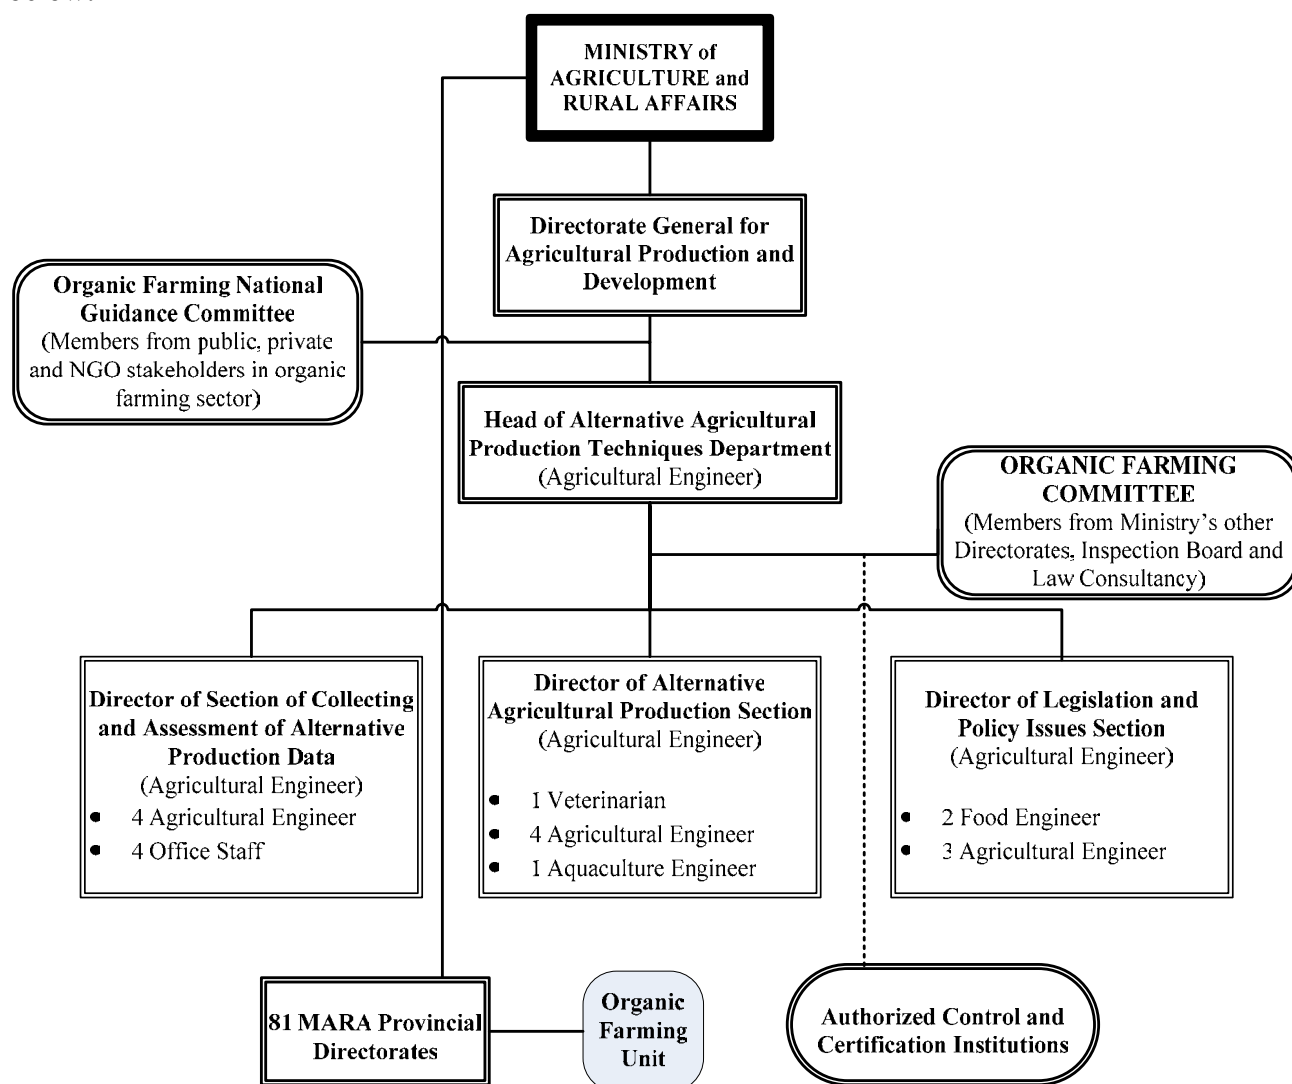 MINISTRY of
AGRICULTURE and
RURAL AFFAIRS
Directorate General for
Agricultural Production and
Development
Organic Farming National
Guidance Committee
(Members from public, private
and NGO stakeholders in organic
farming sector)
Head of Alternative Agricultural
Production Techniques Department
(Agricultural Engineer)
ORGANIC FARMING
COMMITTEE
(Members from Ministry's other
Directorates, Inspection Board and
Law Consultancy)
Director of Section of Collecting
and Assessment of Alternative
Production Data
(Agricultural Engineer)
• 4 Agricultural Engineer
• 4 Office Staff
Director of Alternative
Agricultural Production Section
(Agricultural Engineer)
• 1 Veterinarian
• 4 Agricultural Engineer
• 1 Aquaculture Engineer
Director of Legislation and
Policy Issues Section
(Agricultural Engineer)
• 2 Food Engineer
• 3 Agricultural Engineer
81 MARA Provincial
Directorates
Organic
Farming
Unit
Authorized Control and
Certification Institutions